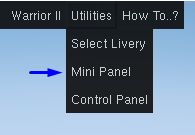 Warrior II Utilities How To..?
Select Livery
Mini Panel
Control Panel